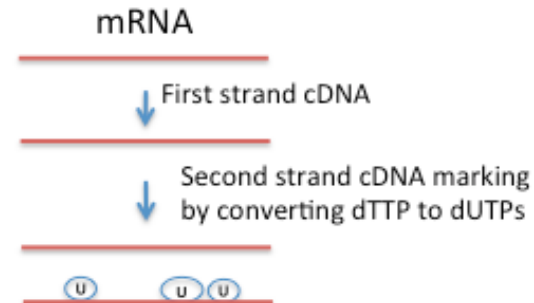 mRNA
First strand cDNA
Second strand cDNA marking
by converting dTTP to dUTPs
U U U